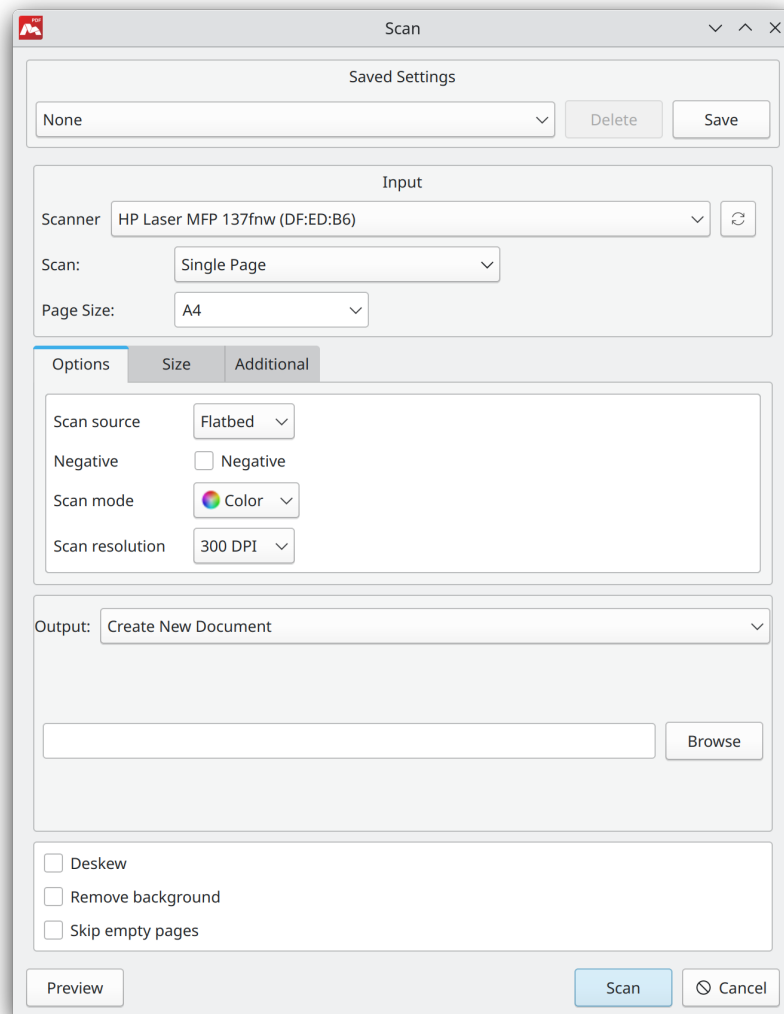 PDF
Scan
Saved Settings
None
Delete
Save
Input
Scanner HP Laser MFP 137fnw (DF:ED:B6)
Scan: Single Page
Page Size: A4
Options Size Additional
Scan source Flatbed
Negative Negative
Scan mode Color
Scan resolution 300 DPI
Output: Create New Document
Browse
Deskew
Remove background
Skip empty pages
Preview Scan Cancel